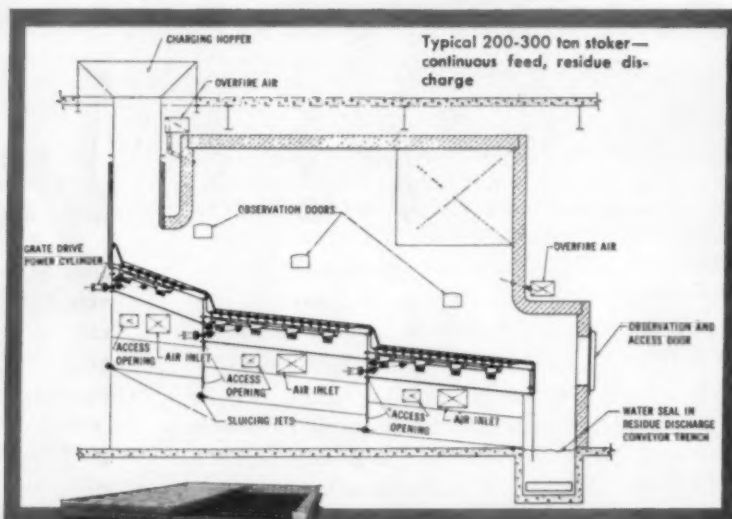 CHARGING HOPPER
Typical 200-300 ton stoker—
continuous feed, residue dis-
charge
OVERFIRE AIR
OBSERVATION DOORS
GRATE DRIVE
POWER CYLINDER
OVERFIRE AIR
OBSERVATION AND
ACCESS DOOR
ACCESS
OPENING
AIR INLET
ACCESS
OPENING
AIR INLET
ACCESS
OPENING
AIR INLET
SLUICING JETS
WATER SEAL IN
RESIDUE DISCHARGE
CONVEYOR TRENCH